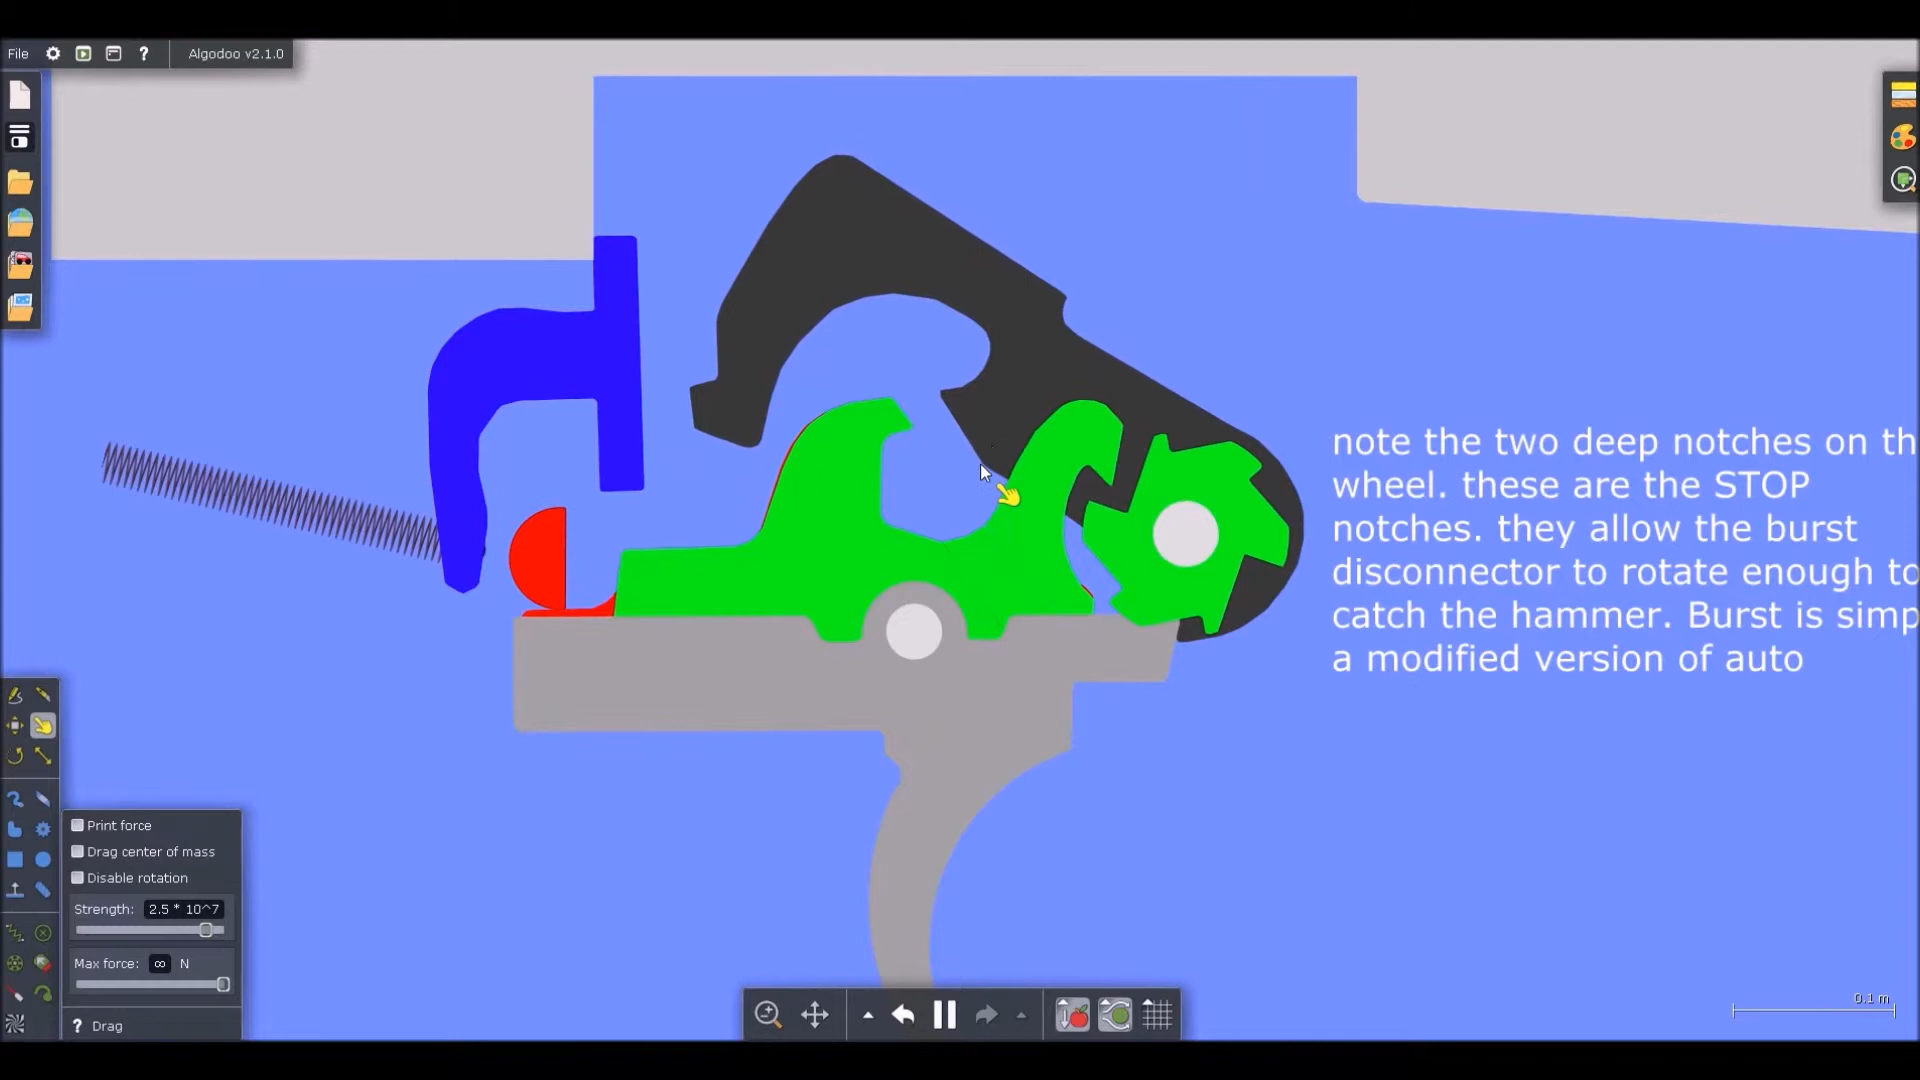 File ? Algodoo v2.1.0
note the two deep notches on th
wheel. these are the STOP
notches. they allow the burst
disconnector to rotate enough to
catch the hammer. Burst is simp
a modified version of auto
Print force
Drag center of mass
Disable rotation
Strength: 2.5 * 10^7
Max force: ∞ N
? Drag
0.1 m